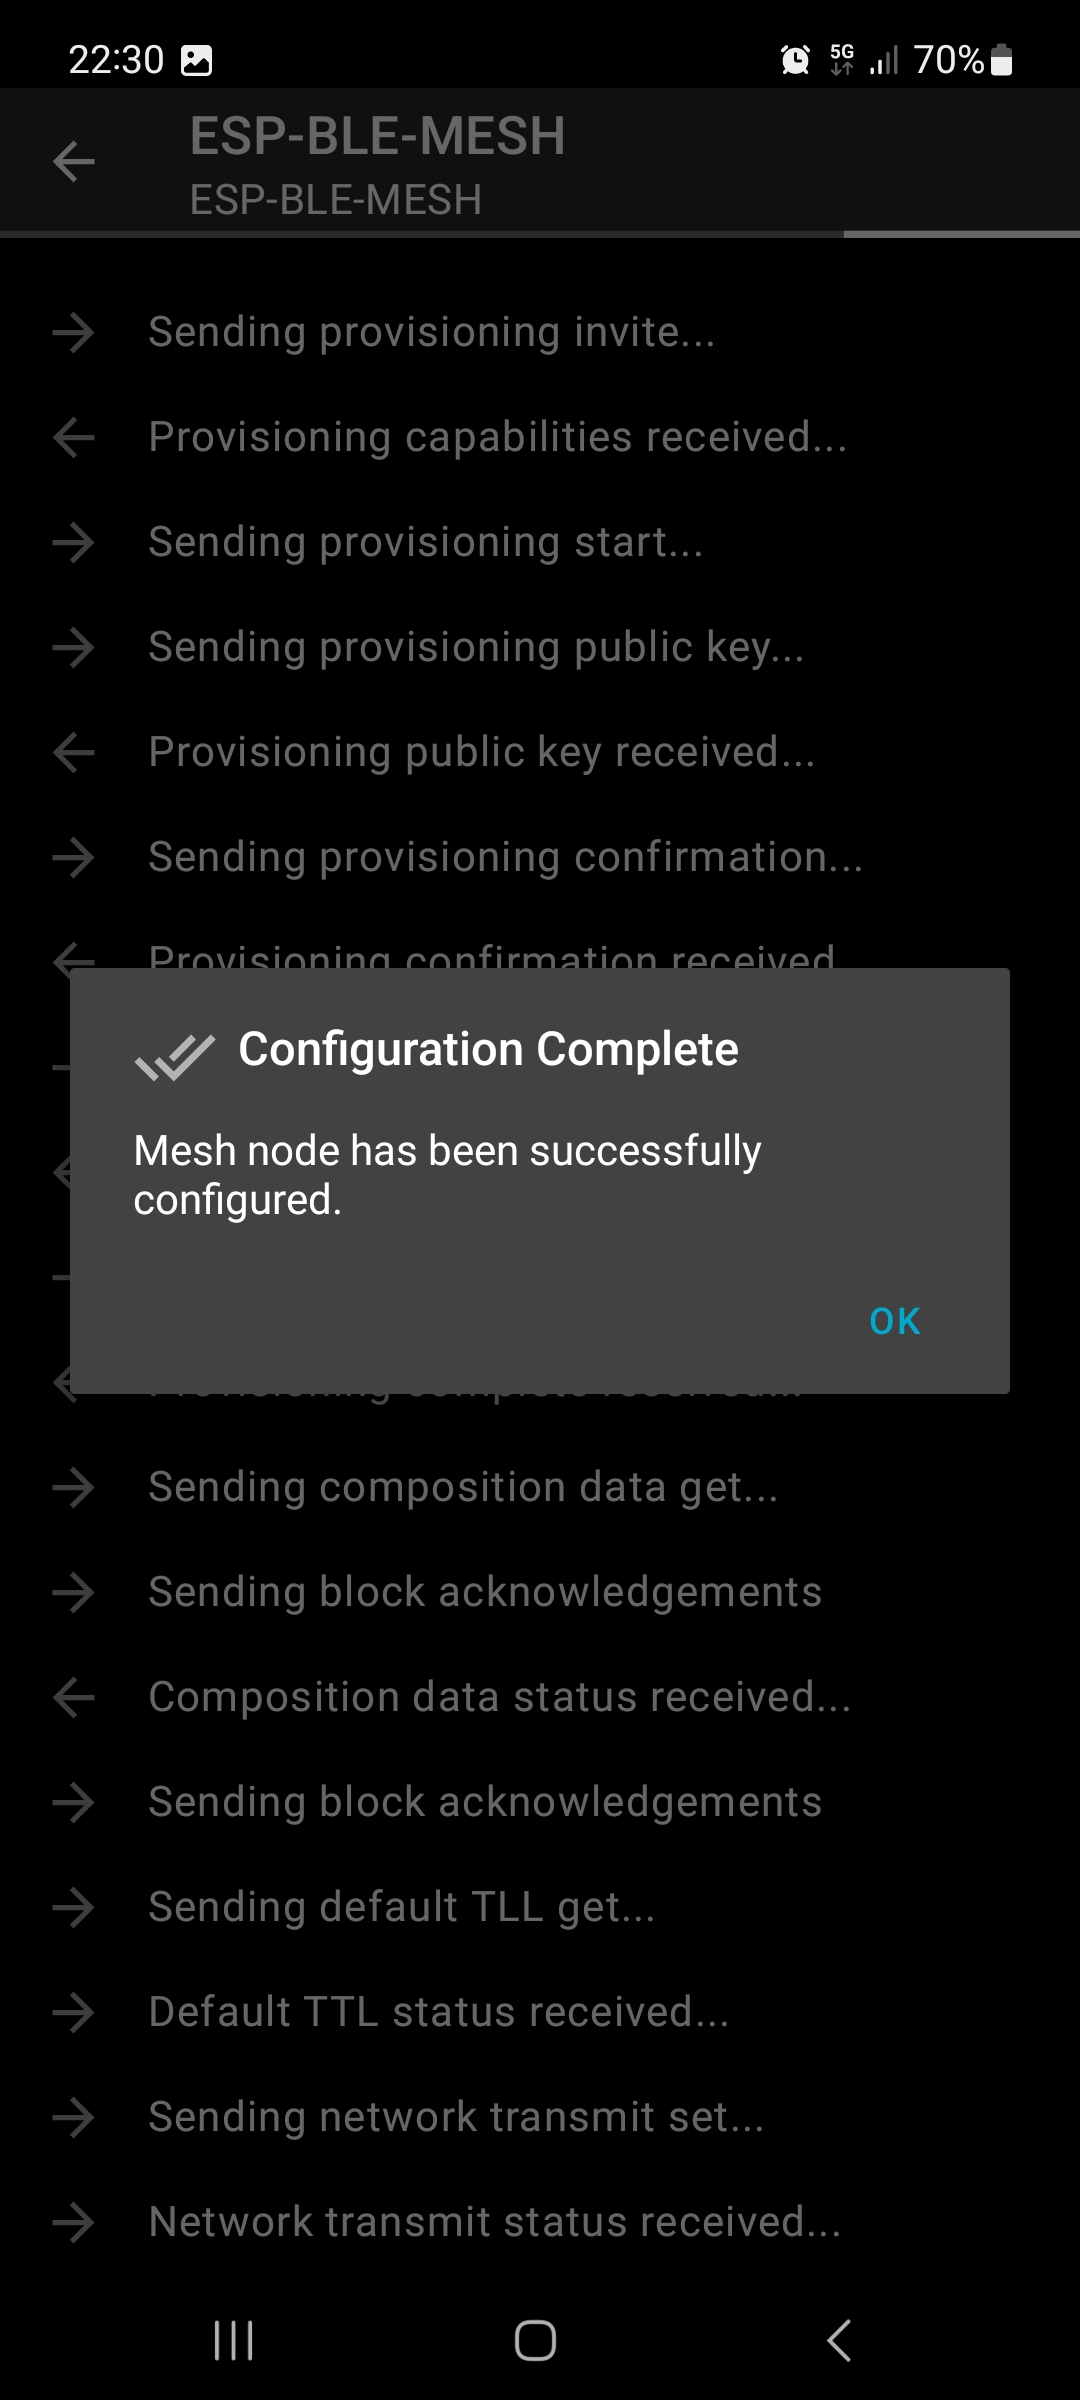 22:30
5G
70%
ESP-BLE-MESH
ESP-BLE-MESH
Sending provisioning invite...
Provisioning capabilities received...
Sending provisioning start...
Sending provisioning public key...
Provisioning public key received...
Sending provisioning confirmation...
Provisioning confirmation received
Configuration Complete
Mesh node has been successfully
configured.
OK
Sending composition data get...
Sending block acknowledgements
Composition data status received...
Sending block acknowledgements
Sending default TLL get...
Default TTL status received...
Sending network transmit set...
Network transmit status received...